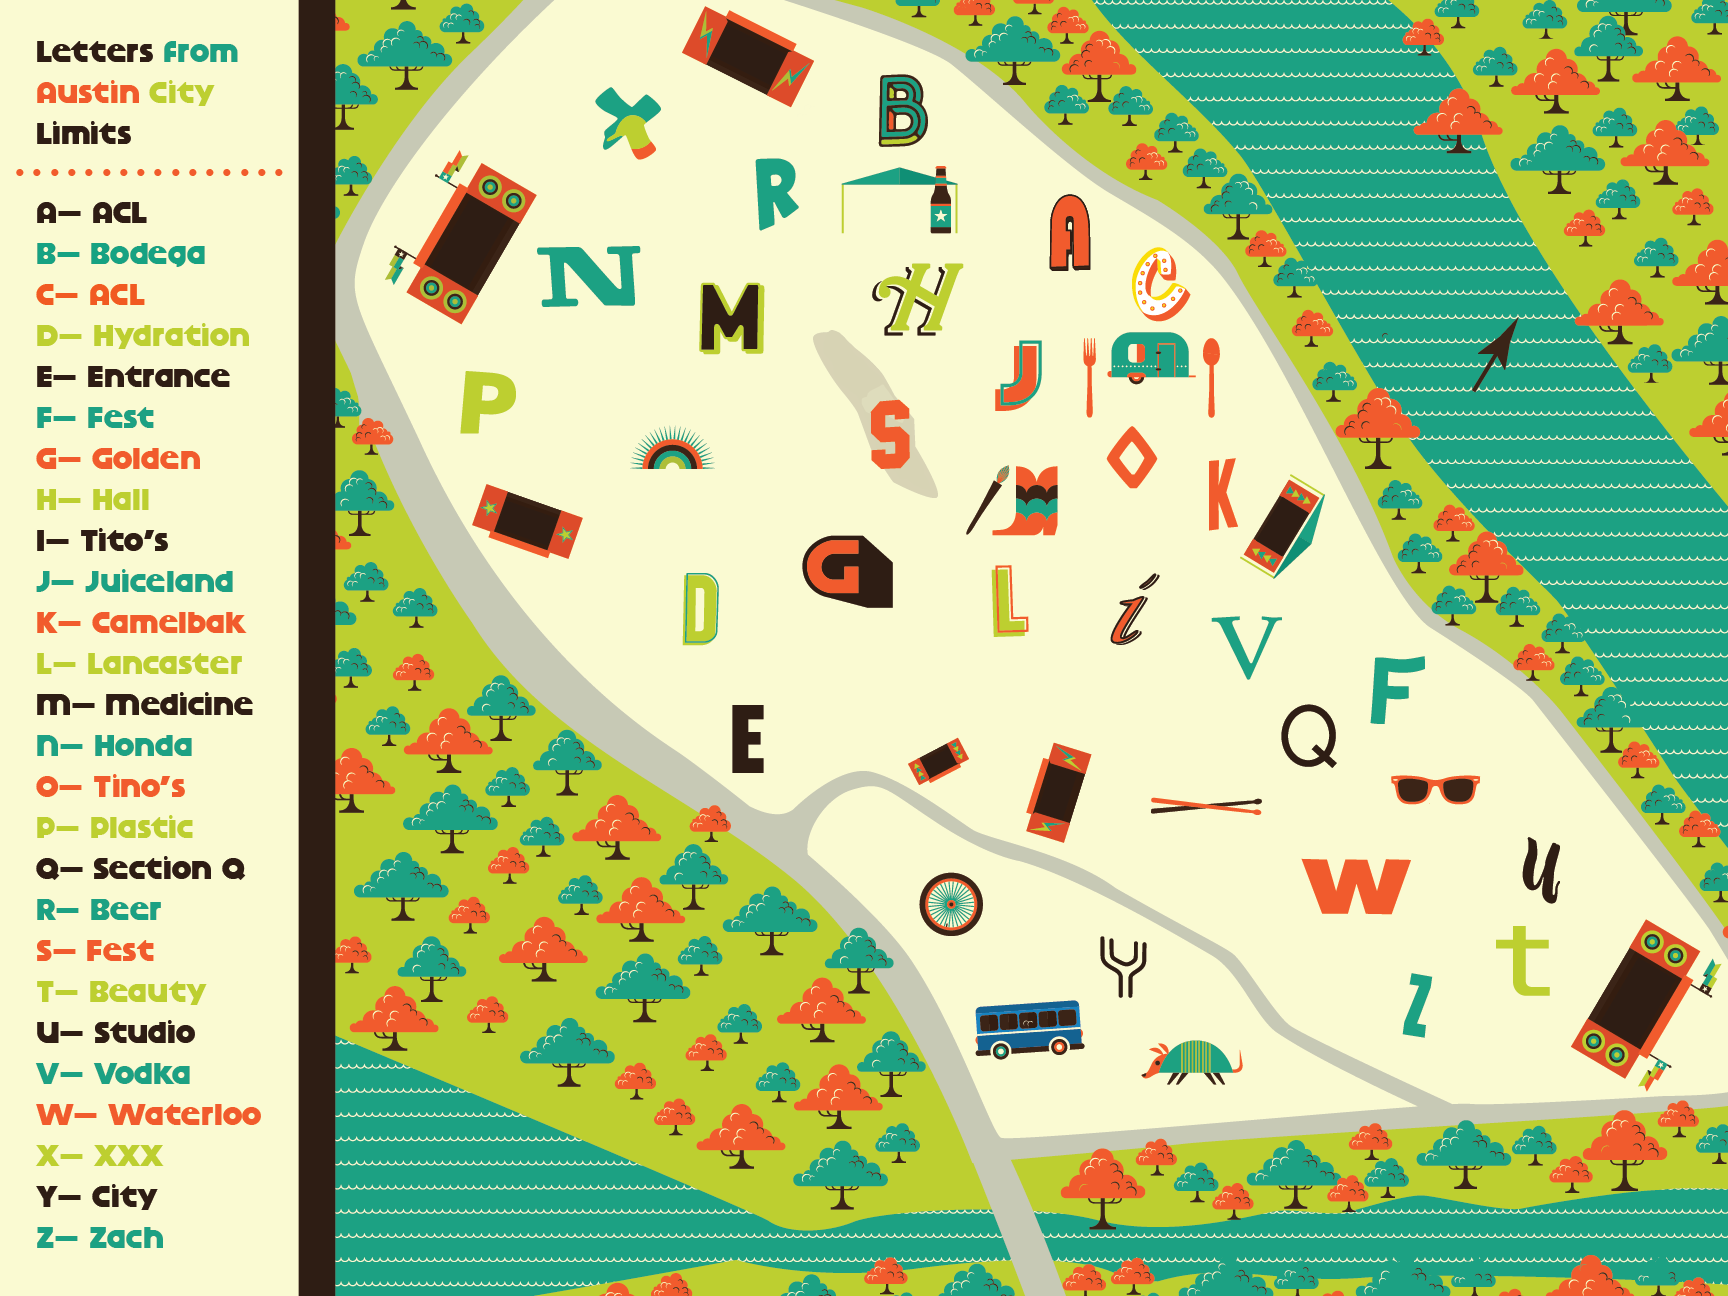 Letters from
Austin City
Limits
A— ACL
B— Bodega
C— ACL
D— Hydration
E— Entrance
F— Fest
G— Golden
H— Hall
I— Tito's
J— Juiceland
K— Camelbak
L— Lancaster
M— Medicine
N— Honda
O— Tino's
P— Plastic
Q— Section Q
R— Beer
S— Fest
T— Beauty
U— Studio
V— Vodka
W— Waterloo
X— XXX
Y— City
Z— Zach
X
B
R
A
N
C
H
M
J
P
S
O
K
G
D
L
i
V
F
E
Q
W
U
t
Y
Z